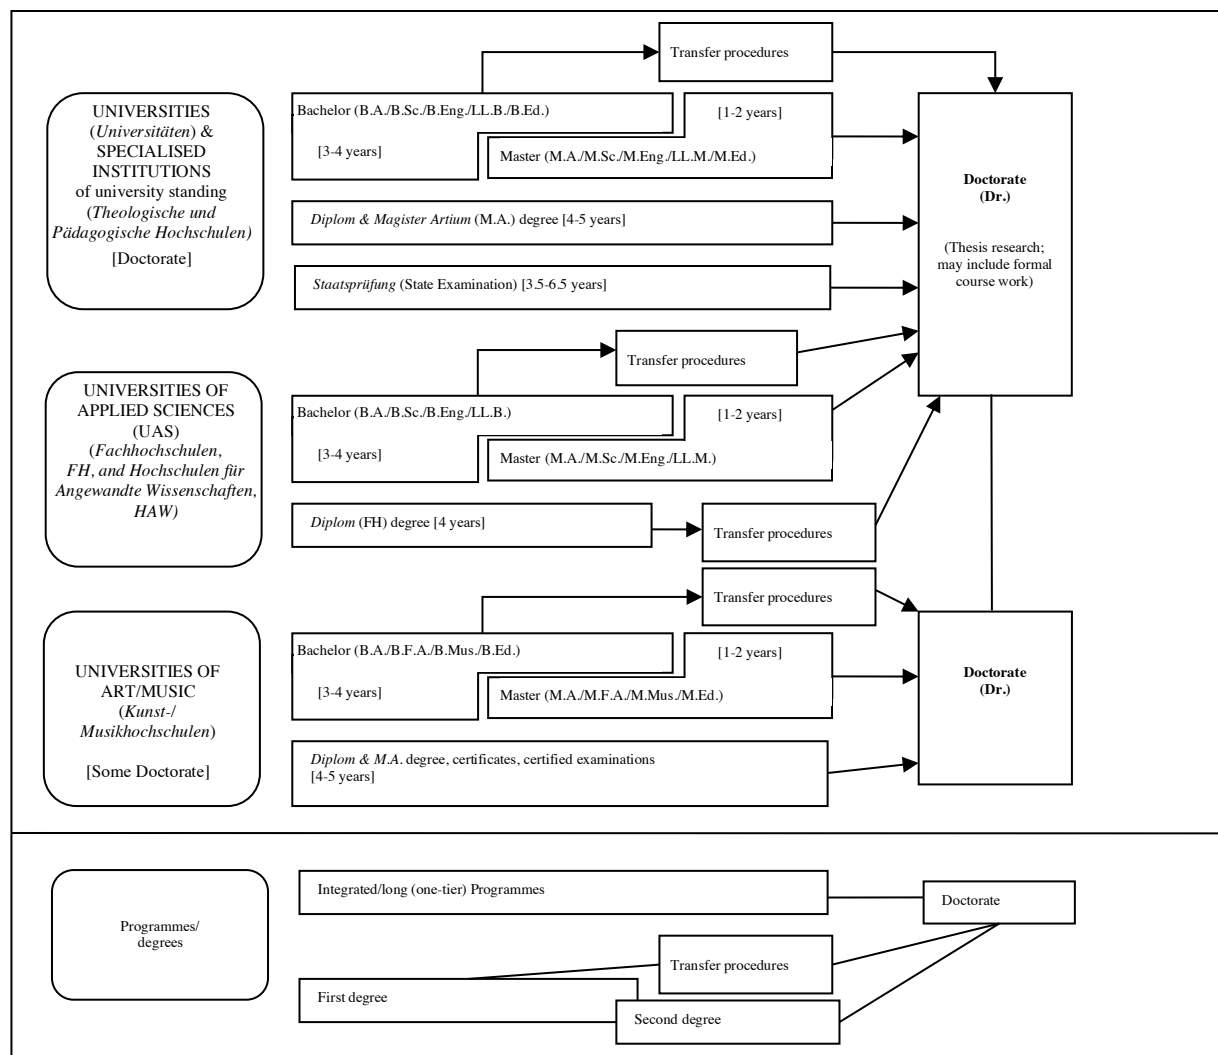 Transfer procedures
UNIVERSITIES
(Universitäten) &
SPECIALISED
INSTITUTIONS
of university standing
(Theologische und
Pädagogische Hochschulen)
[Doctorate]
Bachelor (B.A./B.Sc./B.Eng./LL.B./B.Ed.)
[3-4 years]
[1-2 years]
Master (M.A./M.Sc./M.Eng./LL.M./M.Ed.)
Diplom & Magister Artium (M.A.) degree [4-5 years]
Staatsprüfung (State Examination) [3.5-6.5 years]
Doctorate
(Dr.)
(Thesis research;
may include formal
course work)
Transfer procedures
UNIVERSITIES OF
APPLIED SCIENCES
(UAS)
(Fachhochschulen,
FH, and Hochschulen für
Angewandte Wissenschaften,
HAW)
Bachelor (B.A./B.Sc./B.Eng./LL.B.)
[3-4 years]
[1-2 years]
Master (M.A./M.Sc./M.Eng./LL.M.)
Diplom (FH) degree [4 years]
Transfer procedures
Transfer procedures
UNIVERSITIES OF
ART/MUSIC
(Kunst-/
Musikhochschulen)
[Some Doctorate]
Bachelor (B.A./B.F.A./B.Mus./B.Ed.)
[3-4 years]
[1-2 years]
Master (M.A./M.F.A./M.Mus./M.Ed.)
Diplom & M.A. degree, certificates, certified examinations
[4-5 years]
Doctorate
(Dr.)
Programmes/
degrees
Integrated/long (one-tier) Programmes
Doctorate
Transfer procedures
First degree
Second degree